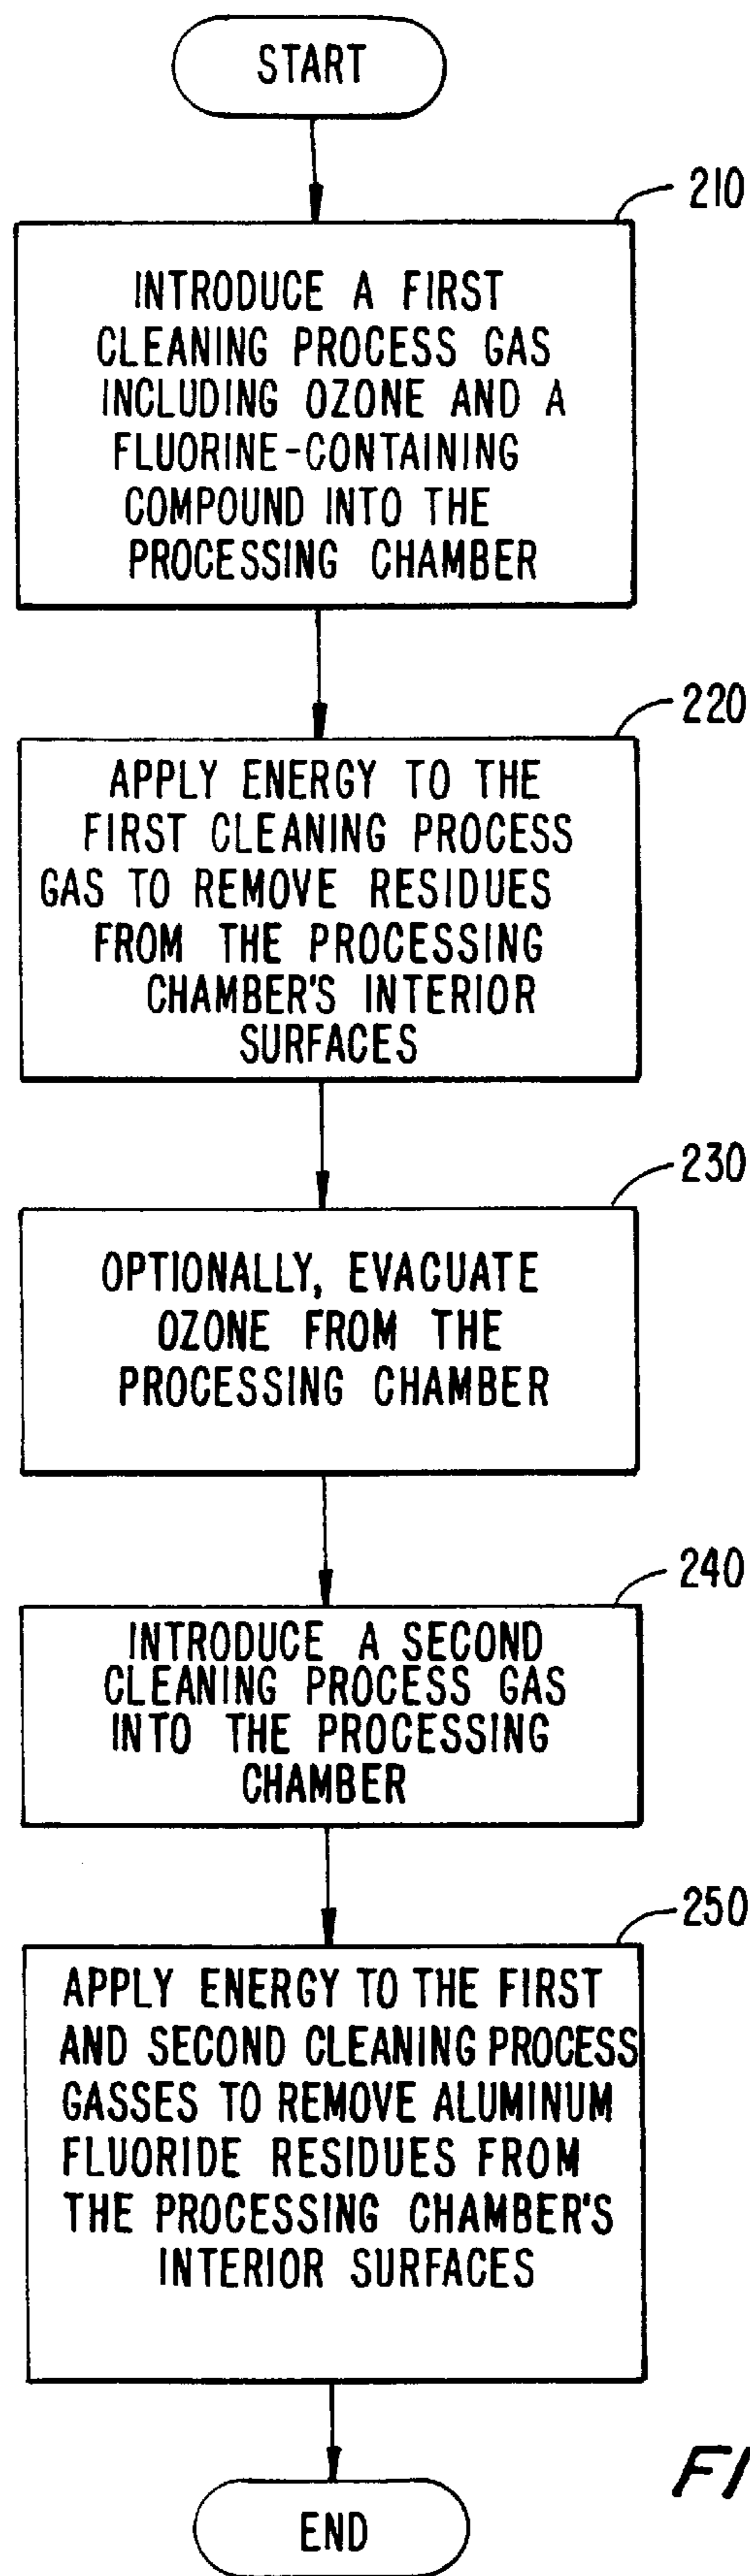 START
210
INTRODUCE A FIRST
CLEANING PROCESS GAS
INCLUDING OZONE AND A
FLUORINE-CONTAINING
COMPOUND INTO THE
PROCESSING CHAMBER
220
APPLY ENERGY TO THE
FIRST CLEANING PROCESS
GAS TO REMOVE RESIDUES
FROM THE PROCESSING
CHAMBER'S INTERIOR
SURFACES
230
OPTIONALLY, EVACUATE
OZONE FROM THE
PROCESSING CHAMBER
240
INTRODUCE A SECOND
CLEANING PROCESS GAS
INTO THE PROCESSING
CHAMBER
250
APPLY ENERGY TO THE FIRST
AND SECOND CLEANING PROCESS
GASSES TO REMOVE ALUMINUM
FLUORIDE RESIDUES FROM
THE PROCESSING CHAMBER'S
INTERIOR SURFACES
END
FI